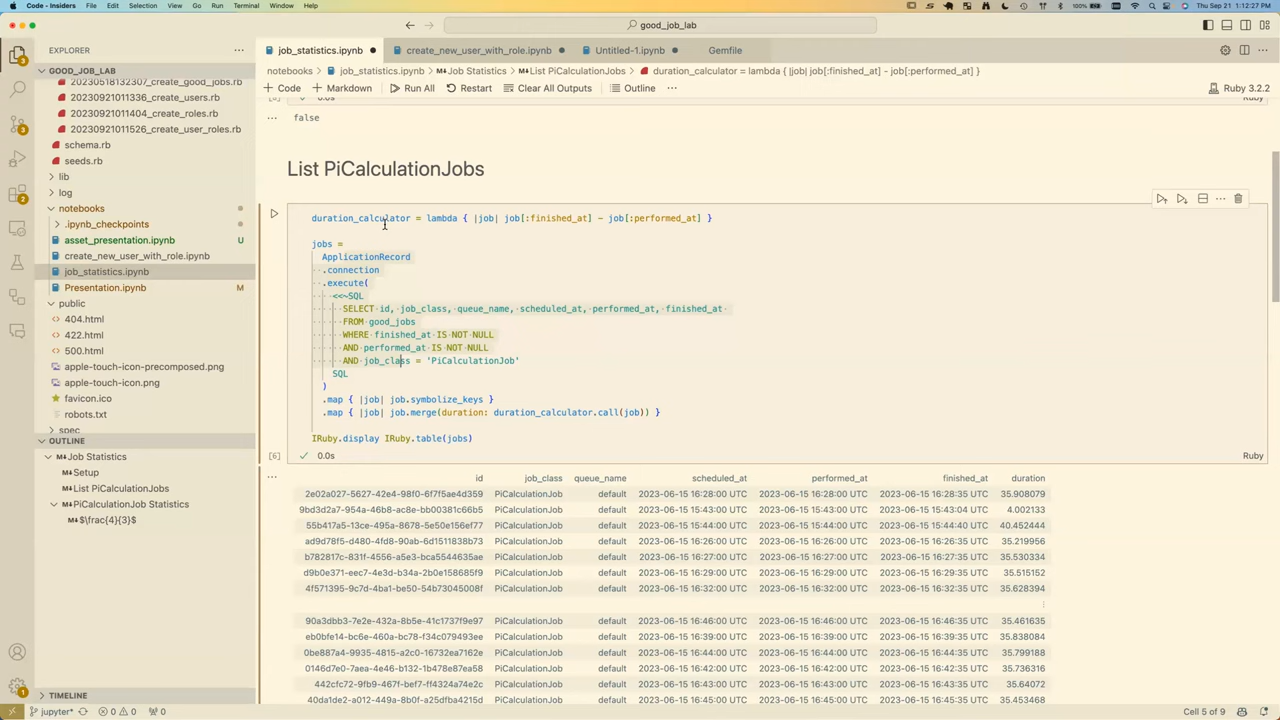 Code - Insiders File Edit Selection View Go Run Terminal Window Help
100% Thu Sep 21 1:12:27 PM
good_job_lab
EXPLORER
GOOD_JOB_LAB
20230518132307_create_good_jobs.rb
20230921011336_create_users.rb
20230921011404_create_roles.rb
20230921011526_create_user_roles.rb
schema.rb
seeds.rb
lib
log
notebooks
.ipynb_checkpoints
asset_presentation.ipynb U
create_new_user_with_role.ipynb
job_statistics.ipynb
Presentation.ipynb M
public
404.html
422.html
500.html
apple-touch-icon-precomposed.png
apple-touch-icon.png
favicon.ico
robots.txt
spec
OUTLINE
Job Statistics
Setup
List PiCalculationJobs
PiCalculationJob Statistics
$\frac{4}{3}$
TIMELINE
job_statistics.ipynb create_new_user_with_role.ipynb Untitled-1.ipynb Gemfile
notebooks > job_statistics.ipynb > Job Statistics > List PiCalculationJobs > duration_calculator = lambda { |job| job[:finished_at] - job[:performed_at] }
+ Code + Markdown Run All Restart Clear All Outputs Outline ... Ruby 3.2.2
0.0s Ruby
false
List PiCalculationJobs
duration_calculator = lambda { |job| job[:finished_at] - job[:performed_at] }
jobs =
ApplicationRecord
.connection
.execute(
<<~SQL
SELECT id, job_class, queue_name, scheduled_at, performed_at, finished_at
FROM good_jobs
WHERE finished_at IS NOT NULL
AND performed_at IS NOT NULL
AND job_class = 'PiCalculationJob'
SQL
)
.map { |job| job.symbolize_keys }
.map { |job| job.merge(duration: duration_calculator.call(job)) }
IRuby.display IRuby.table(jobs)
[6] 0.0s Ruby
id job_class queue_name scheduled_at performed_at finished_at duration
2e02a027-5627-42e4-98f0-6f7f5ae4d359 PiCalculationJob default 2023-06-15 16:28:00 UTC 2023-06-15 16:28:00 UTC 2023-06-15 16:28:35 UTC 35.908079
9bd3d2a7-954a-46b8-ac8e-bb00381c66b5 PiCalculationJob default 2023-06-15 15:43:00 UTC 2023-06-15 15:43:00 UTC 2023-06-15 15:43:04 UTC 4.002133
55b417a5-13ce-495a-8678-5e50e156ef77 PiCalculationJob default 2023-06-15 15:44:00 UTC 2023-06-15 15:44:00 UTC 2023-06-15 15:44:40 UTC 40.452444
ad9d78f5-d480-4fd8-90ab-6d1511838b73 PiCalculationJob default 2023-06-15 16:26:00 UTC 2023-06-15 16:26:00 UTC 2023-06-15 16:26:35 UTC 35.219956
b782817c-831f-4556-a5e3-bca5544635ae PiCalculationJob default 2023-06-15 16:27:00 UTC 2023-06-15 16:27:00 UTC 2023-06-15 16:27:35 UTC 35.530334
d9b0e371-eec7-4e3d-b34a-2b0e158685f9 PiCalculationJob default 2023-06-15 16:29:00 UTC 2023-06-15 16:29:00 UTC 2023-06-15 16:29:35 UTC 35.515152
4f571395-9c7d-4ba1-be50-54b73045008f PiCalculationJob default 2023-06-15 16:32:00 UTC 2023-06-15 16:32:00 UTC 2023-06-15 16:32:35 UTC 35.628394
⋮
90a3dbb3-7e2e-432a-8b5e-41c1737f9e97 PiCalculationJob default 2023-06-15 16:46:00 UTC 2023-06-15 16:46:00 UTC 2023-06-15 16:46:35 UTC 35.461635
eb0bfe14-bc6e-460a-bc78-f34c079493ee PiCalculationJob default 2023-06-15 16:39:00 UTC 2023-06-15 16:39:00 UTC 2023-06-15 16:39:35 UTC 35.838084
0be887a4-9935-4f52-a0c4-16732ea7162e PiCalculationJob default 2023-06-15 16:33:00 UTC 2023-06-15 16:33:00 UTC 2023-06-15 16:33:35 UTC 35.799188
0146d7e0-7aea-4e46-b132-1b478e87ea58 PiCalculationJob default 2023-06-15 16:42:00 UTC 2023-06-15 16:42:00 UTC 2023-06-15 16:42:35 UTC 35.736316
442cfc72-9fb9-467f-bef7-ff4324a74e2c PiCalculationJob default 2023-06-15 16:43:00 UTC 2023-06-15 16:43:00 UTC 2023-06-15 16:43:35 UTC 35.64072
40da1de2-a012-449a-8b0f-a25dfba4215d PiCalculationJob default 2023-06-15 16:45:00 UTC 2023-06-15 16:45:00 UTC 2023-06-15 16:45:35 UTC 35.453468
jupyter* 0 0 0 Cell 5 of 9